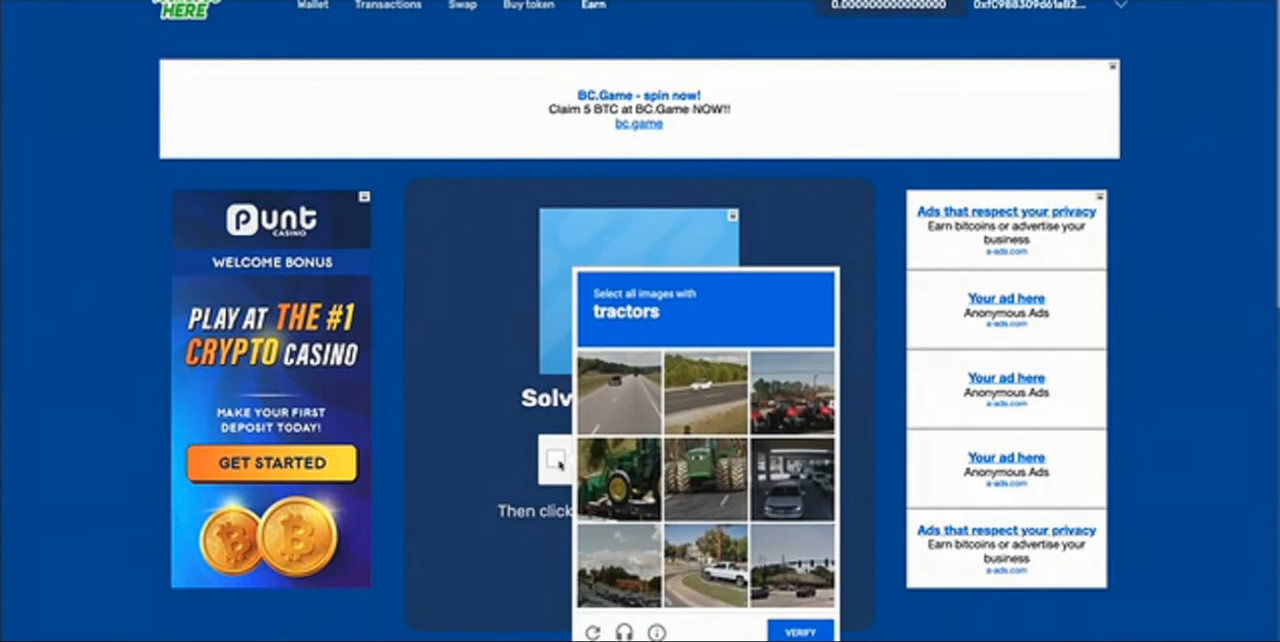 HERE
Wallet
Transactions
Swap
Buy token
Earn
0.000000000000000
BC.Game - spin now!
Claim 5 BTC at BC.Game NOW!!
bc.game
Punt
CASINO
WELCOME BONUS
PLAY AT THE #1
CRYPTO CASINO
MAKE YOUR FIRST
DEPOSIT TODAY!
GET STARTED
Solv
Then click
Select all images with
tractors
VERIFY
Ads that respect your privacy
Earn bitcoins or advertise your
business
a-ads.com
Your ad here
Anonymous Ads
a-ads.com
Your ad here
Anonymous Ads
a-ads.com
Your ad here
Anonymous Ads
a-ads.com
Ads that respect your privacy
Earn bitcoins or advertise your
business
a-ads.com